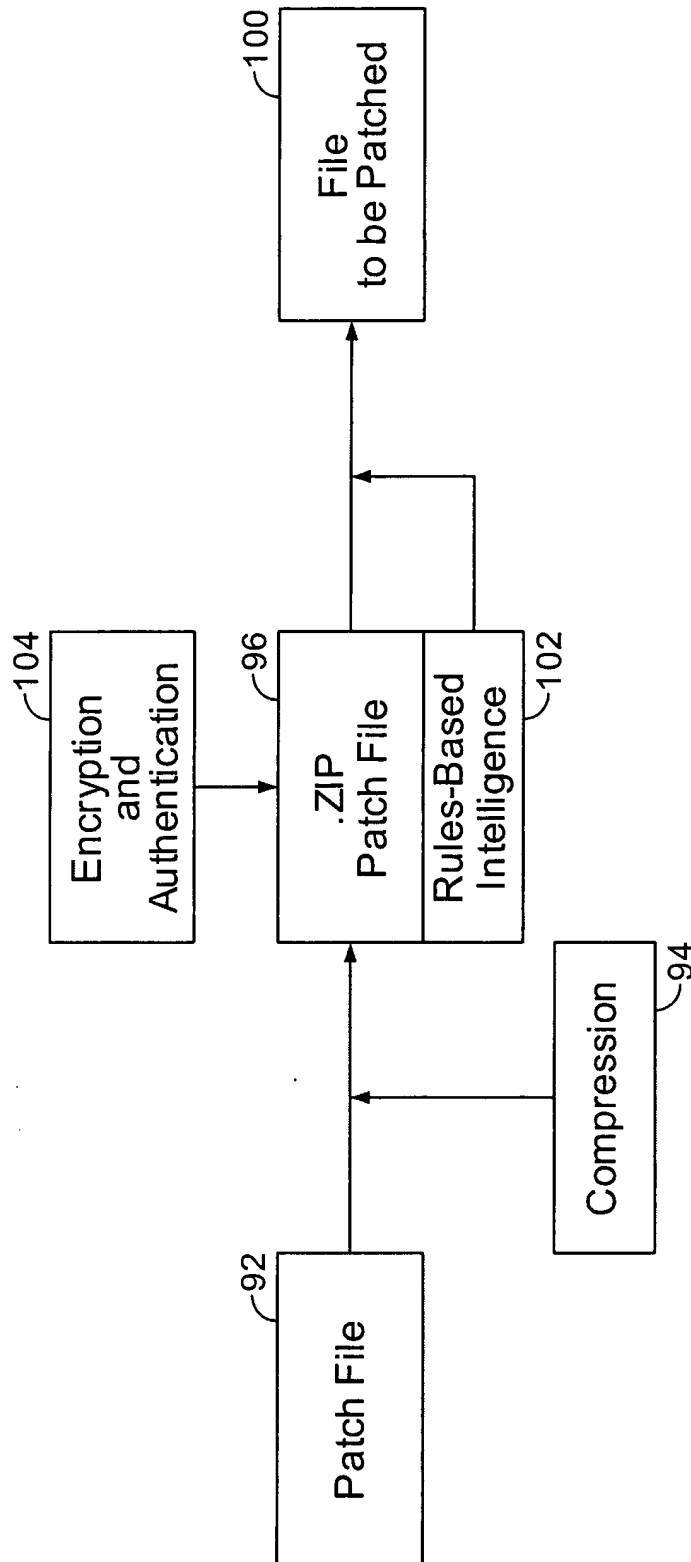 Patch File
92
Compression
94
Encryption
and
Authentication
104
.ZIP
Patch File
96
Rules-Based
Intelligence
102
File
to be Patched
100